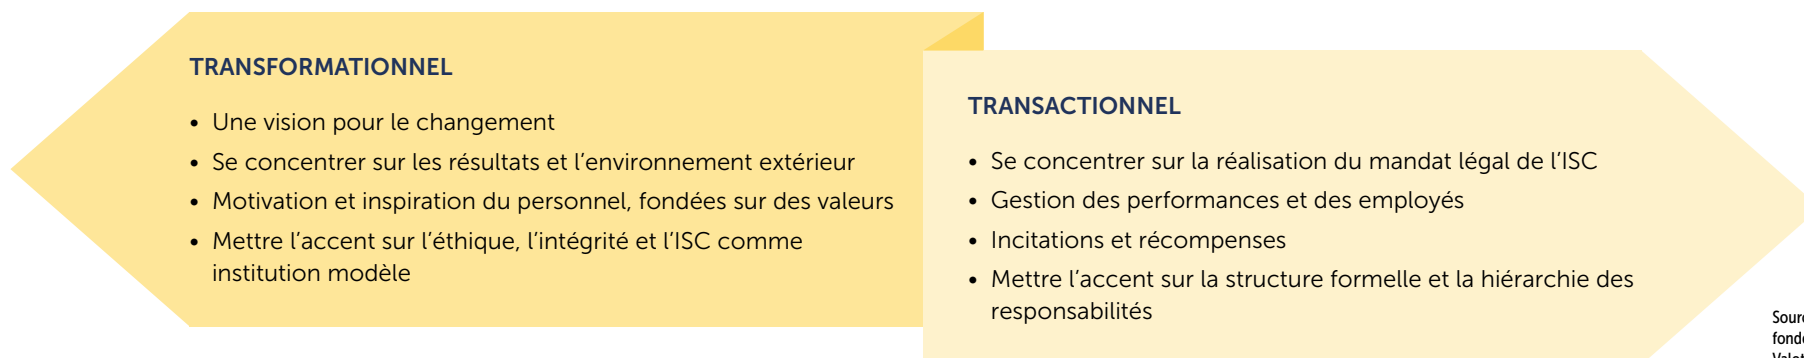 TRANSFORMATIONNEL
• Une vision pour le changement
• Se concentrer sur les résultats et l’environnement extérieur
• Motivation et inspiration du personnel, fondées sur des valeurs
• Mettre l’accent sur l’éthique, l’intégrité et l’ISC comme
institution modèle
TRANSACTIONNEL
• Se concentrer sur la réalisation du mandat légal de l’ISC
• Gestion des performances et des employés
• Incitations et récompenses
• Mettre l’accent sur la structure formelle et la hiérarchie des
responsabilités